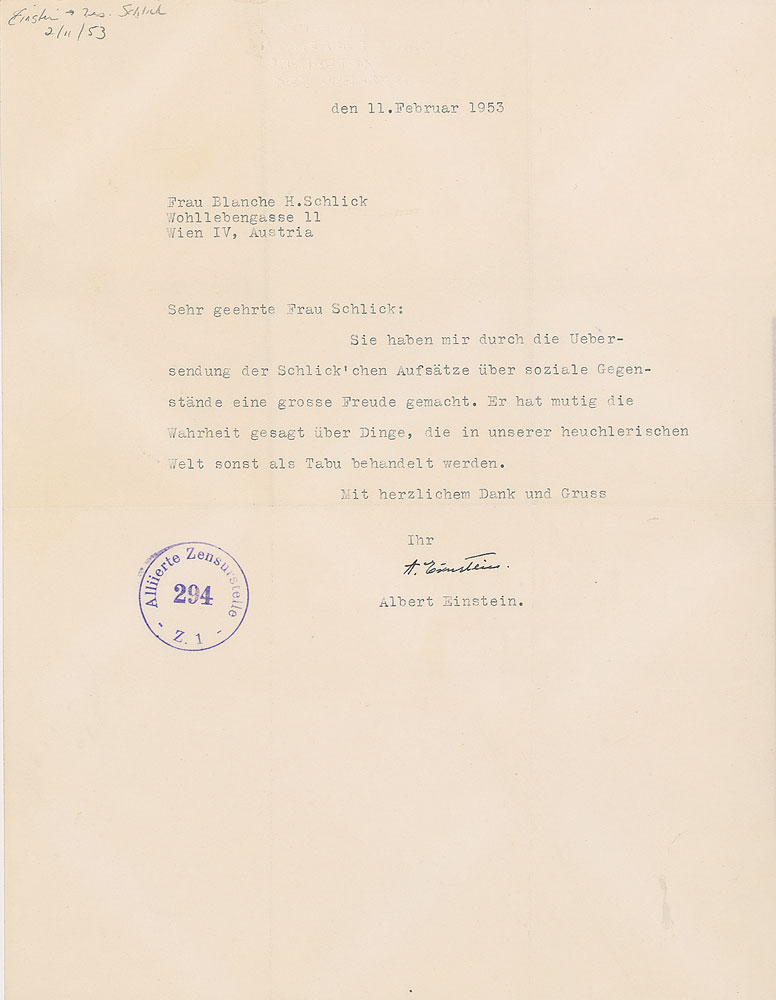 Einstein → Mrs. Schlick
2/11/53
den 11.Februar 1953
Frau Blanche H.Schlick
Wohllebengasse 11
Wien IV, Austria
Sehr geehrte Frau Schlick:
Sie haben mir durch die Ueber-
sendung der Schlick'chen Aufsätze über soziale Gegen-
stände eine grosse Freude gemacht. Er hat mutig die
Wahrheit gesagt über Dinge, die in unserer heuchlerischen
Welt sonst als Tabu behandelt werden.
Mit herzlichem Dank und Gruss
Ihr
A. Einstein.
Albert Einstein.
Alliierte Zensurstelle
294
- Z. 1 -